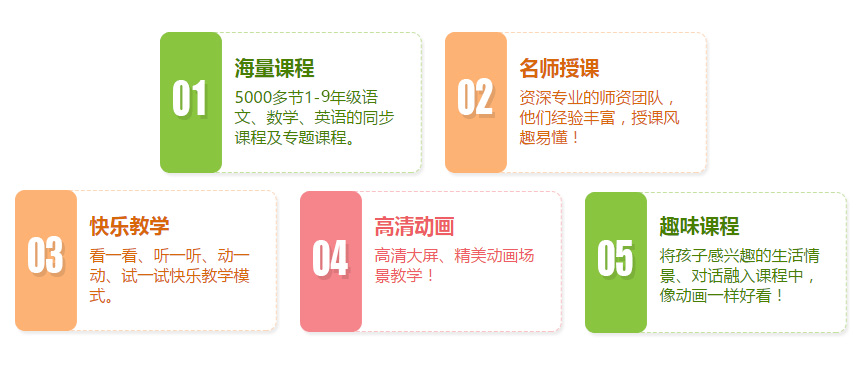 01
海量课程
5000多节1-9年级语
文、数学、英语的同步
课程及专题课程。
02
名师授课
资深专业的师资团队，
他们经验丰富，授课风
趣易懂！
03
快乐教学
看一看、听一听、动一
动、试一试快乐教学模
式。
04
高清动画
高清大屏、精美动画场
景教学！
05
趣味课程
将孩子感兴趣的生活情
景、对话融入课程中，
像动画一样好看！